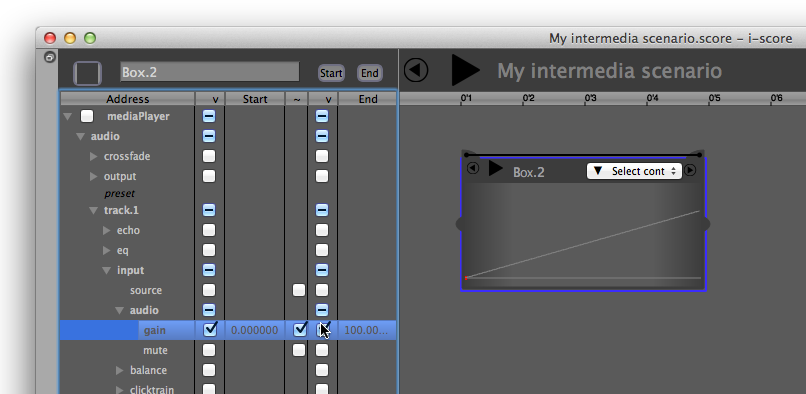 My intermedia scenario.score – i-score
Box.2 Start End
My intermedia scenario
Address v Start ~ v End
0'1 0'2 0'3 0'4 0'5 0'6
mediaPlayer
audio
crossfade
output
preset
track.1
echo
eq
input
source
audio
gain 0.000000 100.00...
mute
balance
clicktrain
Box.2 Select cont